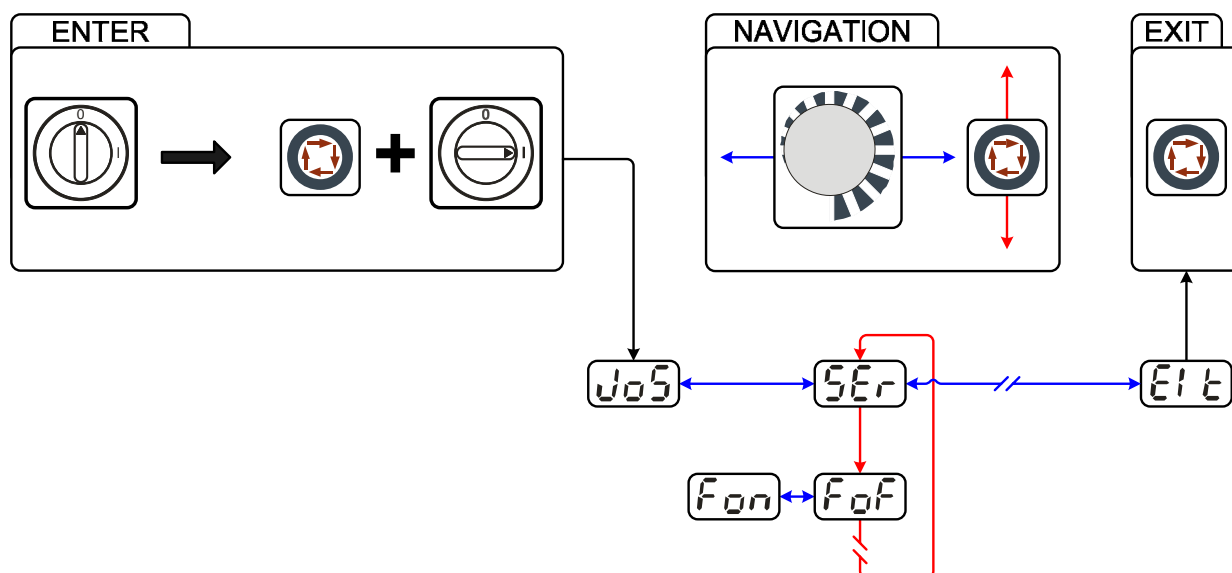 ENTER
NAVIGATION
EXIT
0
I
0
I
JoS
SEr
EIt
Fon
FoF